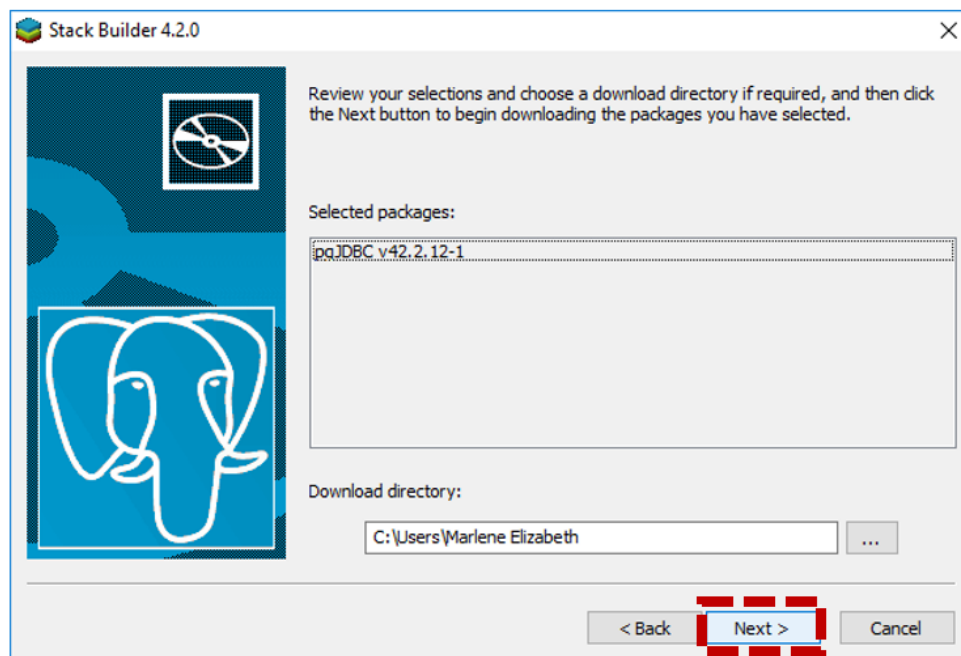 Stack Builder 4.2.0
Review your selections and choose a download directory if required, and then click
the Next button to begin downloading the packages you have selected.
Selected packages:
pgJDBC v42.2.12-1
Download directory:
C:\Users\Marlene Elizabeth
...
< Back
Next >
Cancel